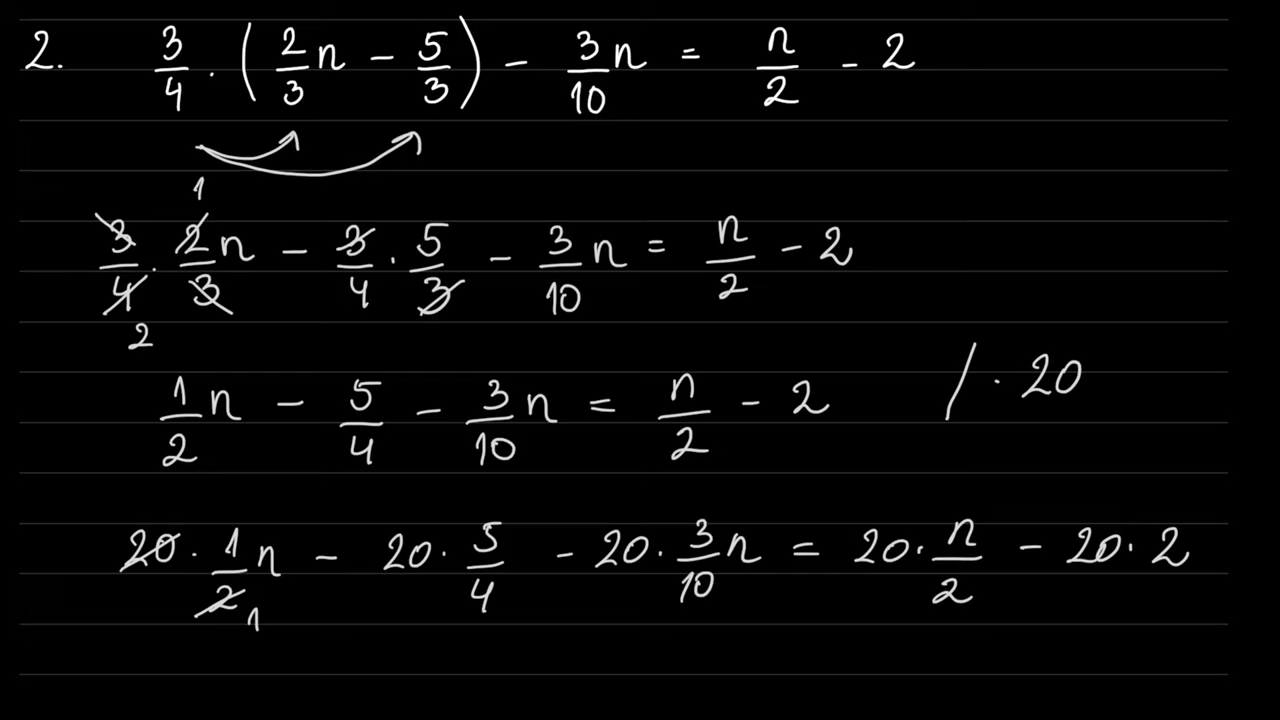 2. 3/4 · (2/3 n − 5/3) − 3/10 n = n/2 − 2
1
3/4 · 2/3 n − 3/4 · 5/3 − 3/10 n = n/2 − 2
2
1/2 n − 5/4 − 3/10 n = n/2 − 2 / · 20
20 · 1/2 n − 20 · 5/4 − 20 · 3/10 n = 20 · n/2 − 20 · 2
1